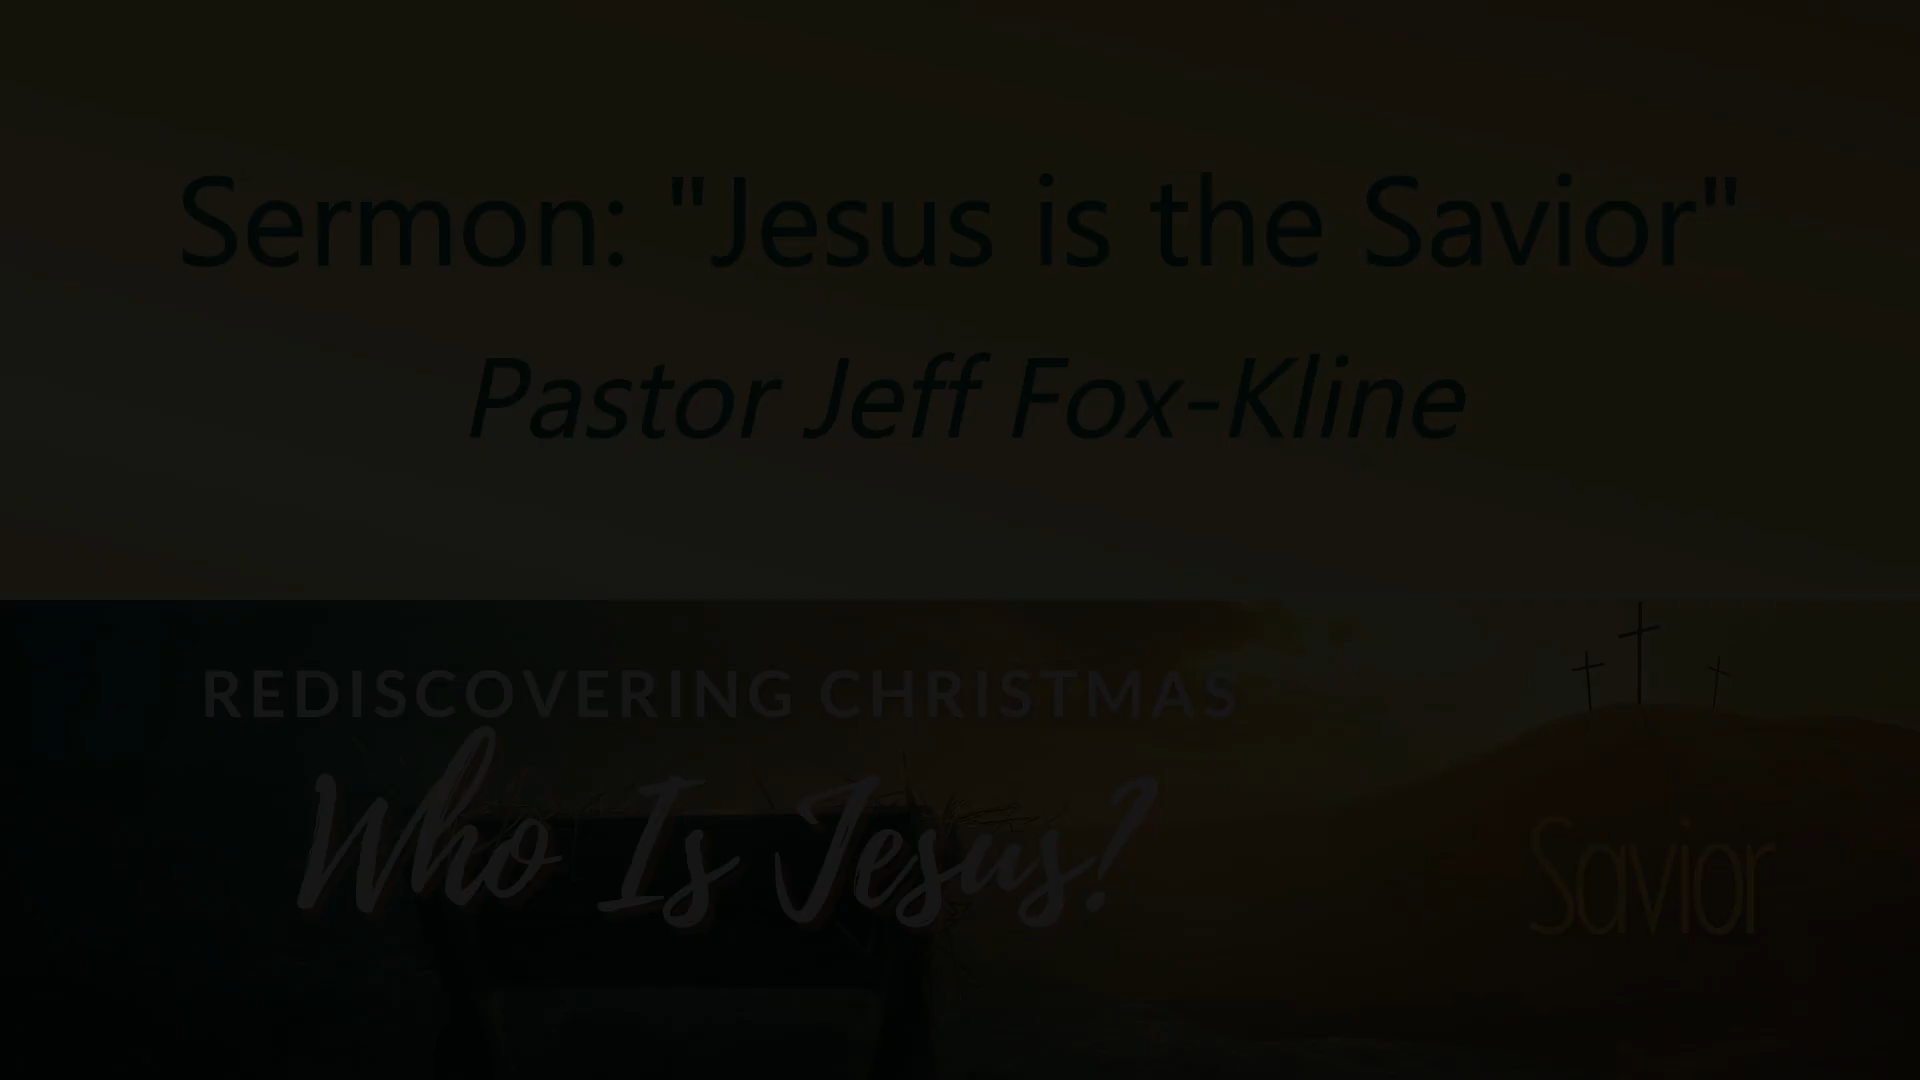 Sermon: "Jesus is the Savior"
Pastor Jeff Fox-Kline
REDISCOVERING CHRISTMAS
Who Is Jesus?
Savior